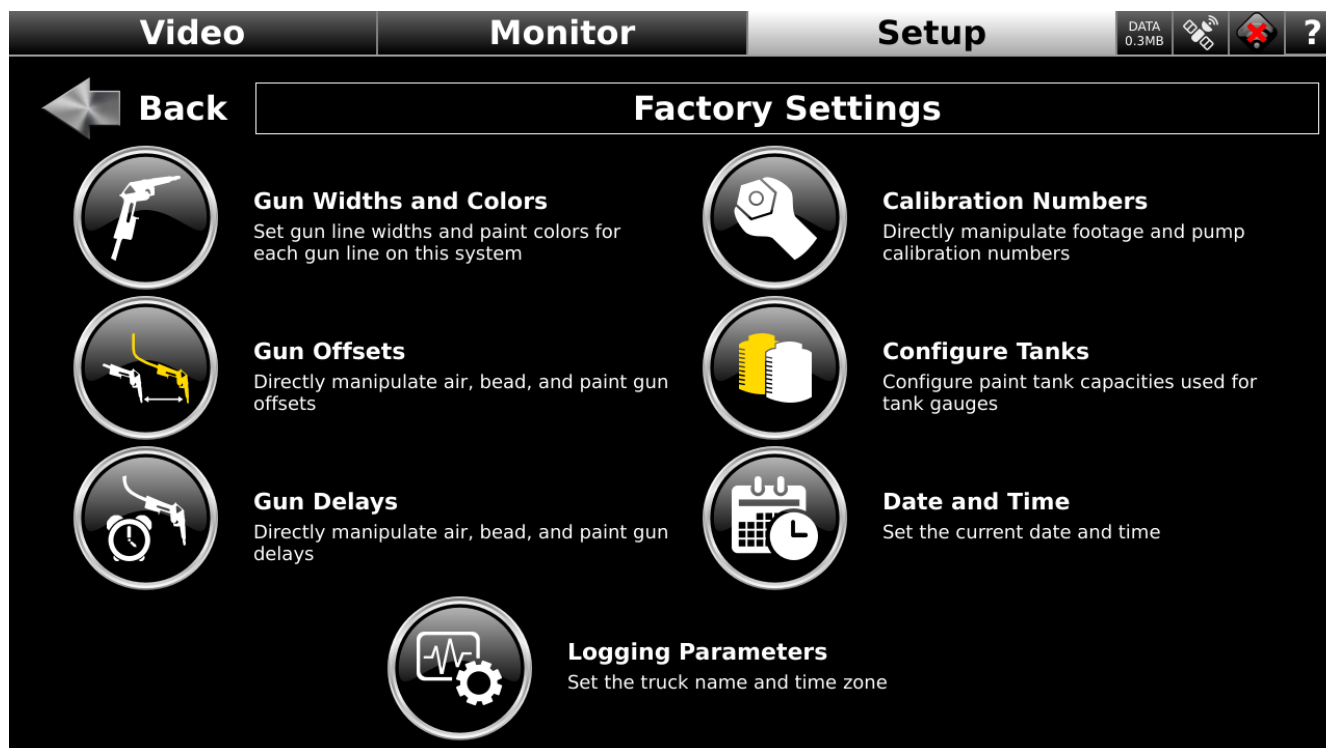 Video
Monitor
Setup
DATA
0.3MB
?
Back
Factory Settings
Gun Widths and Colors
Set gun line widths and paint colors for
each gun line on this system
Calibration Numbers
Directly manipulate footage and pump
calibration numbers
Gun Offsets
Directly manipulate air, bead, and paint gun
offsets
Configure Tanks
Configure paint tank capacities used for
tank gauges
Gun Delays
Directly manipulate air, bead, and paint gun
delays
Date and Time
Set the current date and time
Logging Parameters
Set the truck name and time zone